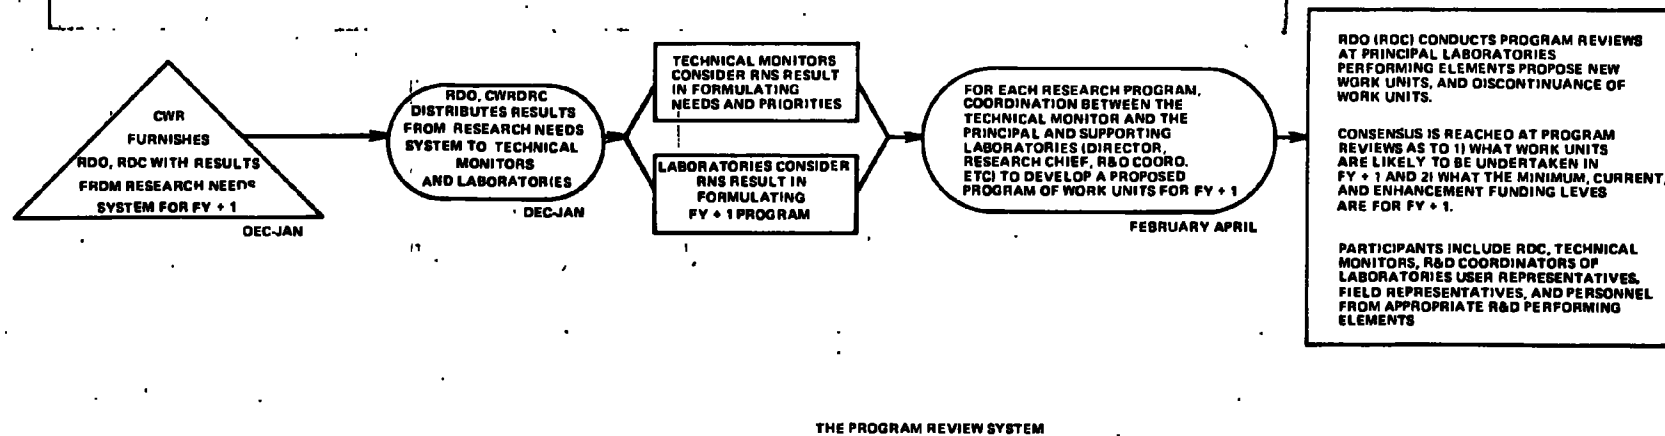 CWR
FURNISHES
RDO, RDC WITH RESULTS
FROM RESEARCH NEEDS
SYSTEM FOR FY + 1
DEC-JAN
RDO, CWRDRC
DISTRIBUTES RESULTS
FROM RESEARCH NEEDS
SYSTEM TO TECHNICAL
MONITORS
AND LABORATORIES
DEC-JAN
TECHNICAL MONITORS
CONSIDER RNS RESULT
IN FORMULATING
NEEDS AND PRIORITIES
LABORATORIES CONSIDER
RNS RESULT IN
FORMULATING
FY + 1 PROGRAM
FOR EACH RESEARCH PROGRAM,
COORDINATION BETWEEN THE
TECHNICAL MONITOR AND THE
PRINCIPAL AND SUPPORTING
LABORATORIES (DIRECTOR,
RESEARCH CHIEF, R&D COORO.
ETC) TO DEVELOP A PROPOSED
PROGRAM OF WORK UNITS FOR FY + 1
FEBRUARY APRIL
RDO (RDC) CONDUCTS PROGRAM REVIEWS
AT PRINCIPAL LABORATORIES
PERFORMING ELEMENTS PROPOSE NEW
WORK UNITS, AND DISCONTINUANCE OF
WORK UNITS.
CONSENSUS IS REACHED AT PROGRAM
REVIEWS AS TO 1) WHAT WORK UNITS
ARE LIKELY TO BE UNDERTAKEN IN
FY + 1 AND 2) WHAT THE MINIMUM, CURRENT,
AND ENHANCEMENT FUNDING LEVES
ARE FOR FY + 1.
PARTICIPANTS INCLUDE RDC, TECHNICAL
MONITORS, R&D COORDINATORS OF
LABORATORIES USER REPRESENTATIVES,
FIELD REPRESENTATIVES, AND PERSONNEL
FROM APPROPRIATE R&D PERFORMING
ELEMENTS
THE PROGRAM REVIEW SYSTEM